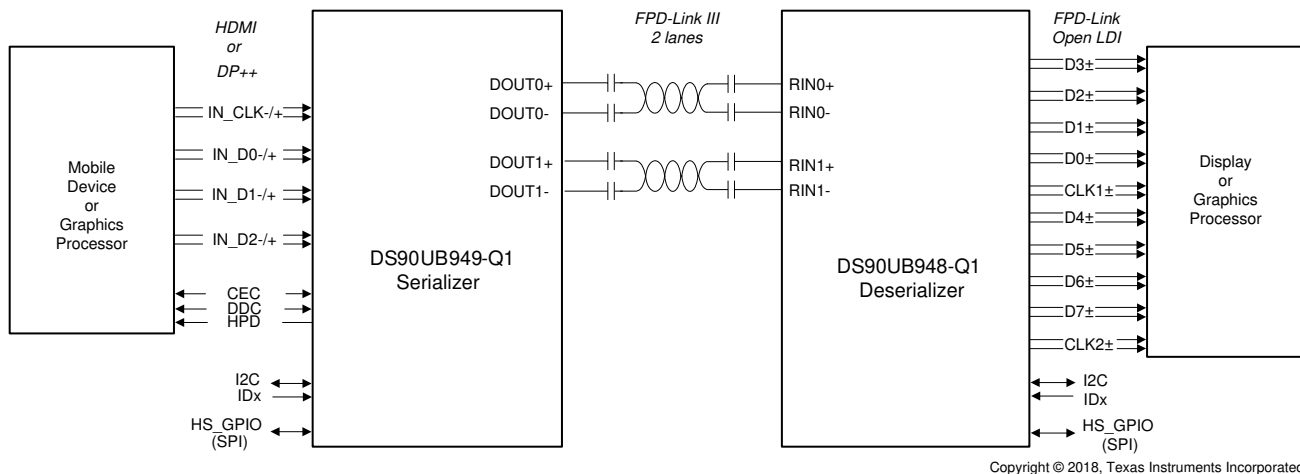 HDMI
or
DP++
FPD-Link III
2 lanes
FPD-Link
Open LDI
Mobile
Device
or
Graphics
Processor
IN_CLK-/+
IN_D0-/+
IN_D1-/+
IN_D2-/+
CEC
DDC
HPD
I2C
IDx
HS_GPIO
(SPI)
DS90UB949-Q1
Serializer
DOUT0+
DOUT0-
DOUT1+
DOUT1-
RIN0+
RIN0-
RIN1+
RIN1-
DS90UB948-Q1
Deserializer
D3±
D2±
D1±
D0±
CLK1±
D4±
D5±
D6±
D7±
CLK2±
I2C
IDx
HS_GPIO
(SPI)
Display
or
Graphics
Processor
Copyright © 2018, Texas Instruments Incorporated